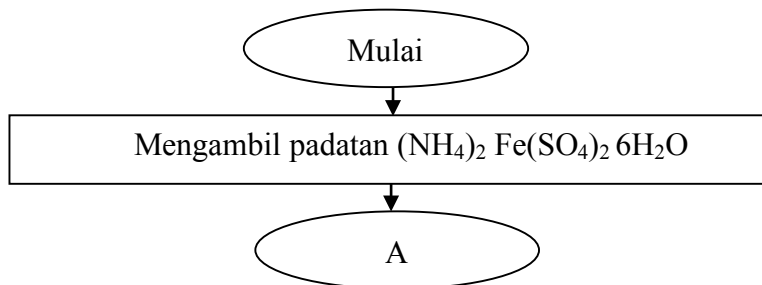 Mulai
Mengambil padatan (NH₄)₂ Fe(SO₄)₂ 6H₂O
A